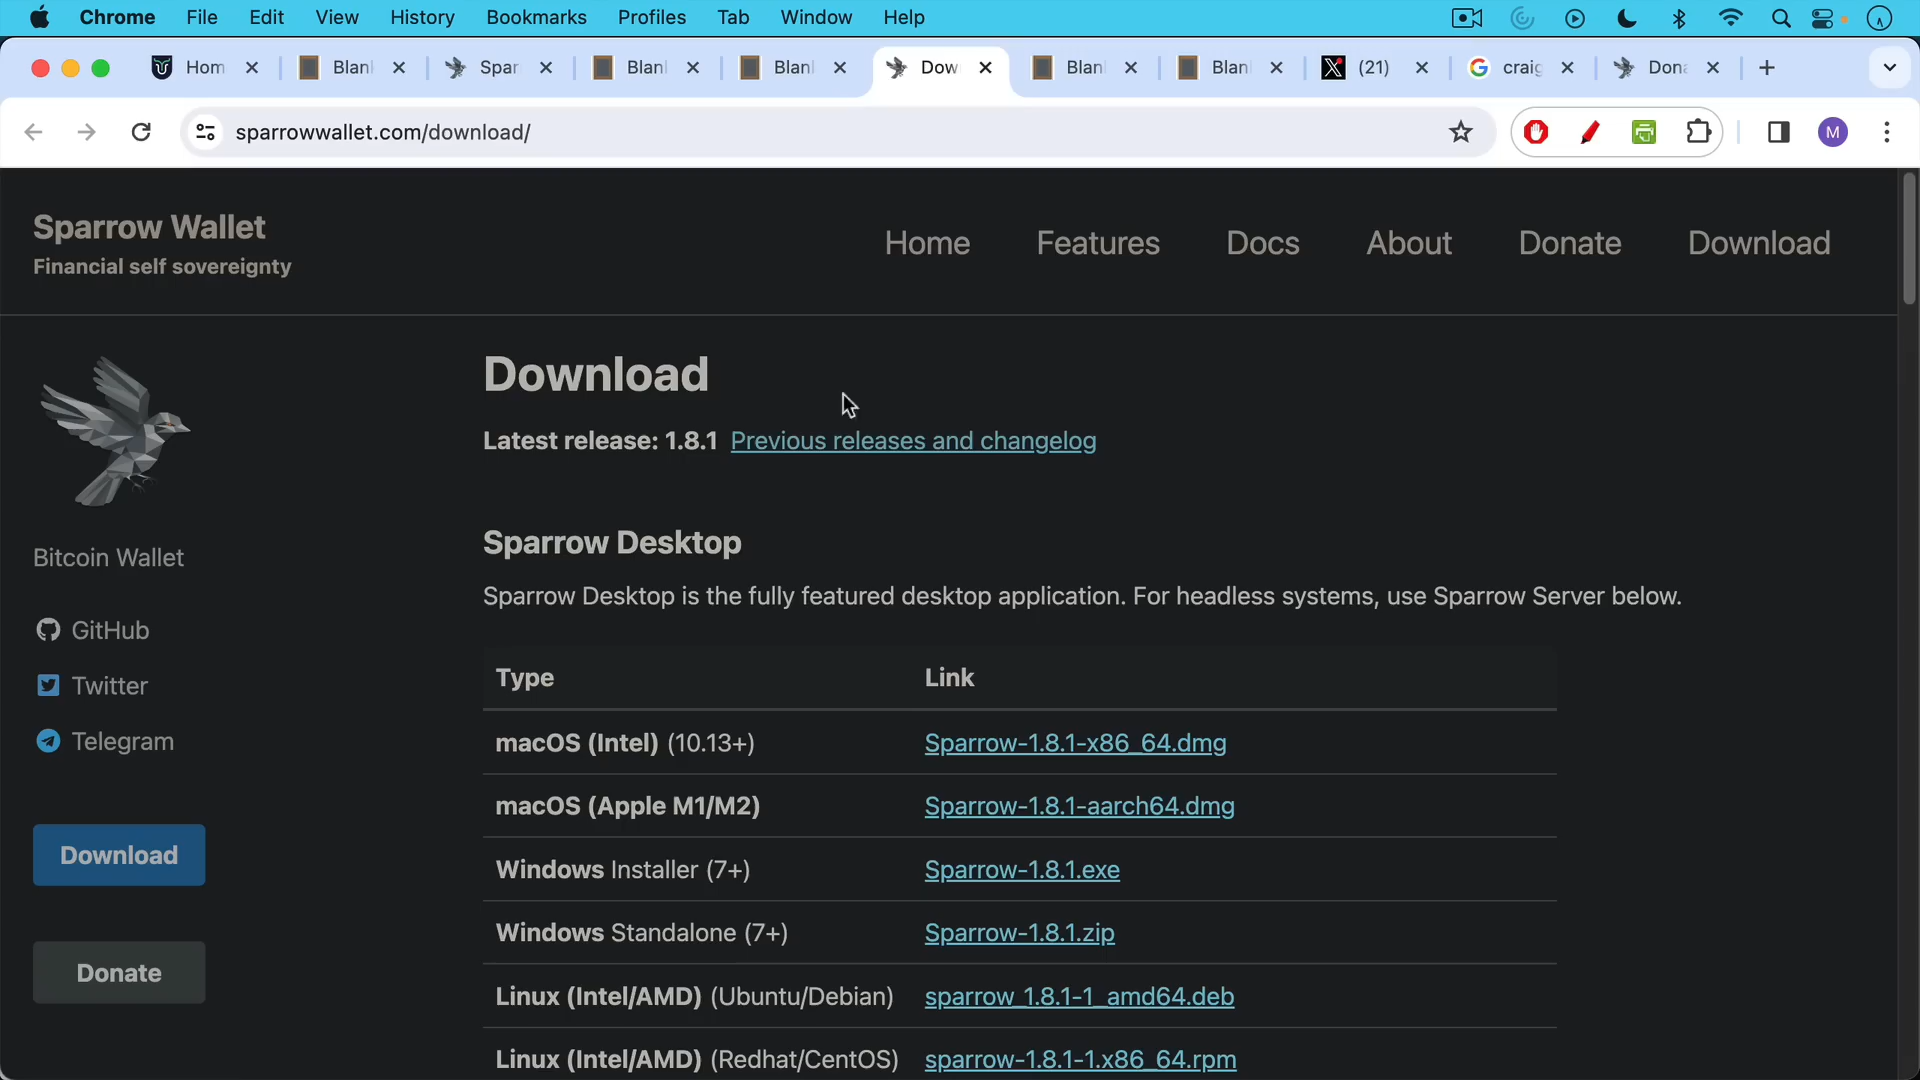 Chrome File Edit View History Bookmarks Profiles Tab Window Help
Hom Blan Spar Blan Blan Dow Blan Blan (21) craig Dona
sparrowwallet.com/download/
M
Sparrow Wallet
Financial self sovereignty
Home Features Docs About Donate Download
Bitcoin Wallet
GitHub
Twitter
Telegram
Download
Donate
Download
Latest release: 1.8.1 Previous releases and changelog
Sparrow Desktop
Sparrow Desktop is the fully featured desktop application. For headless systems, use Sparrow Server below.
Type Link
macOS (Intel) (10.13+) Sparrow-1.8.1-x86_64.dmg
macOS (Apple M1/M2) Sparrow-1.8.1-aarch64.dmg
Windows Installer (7+) Sparrow-1.8.1.exe
Windows Standalone (7+) Sparrow-1.8.1.zip
Linux (Intel/AMD) (Ubuntu/Debian) sparrow_1.8.1-1_amd64.deb
Linux (Intel/AMD) (Redhat/CentOS) sparrow-1.8.1-1.x86_64.rpm